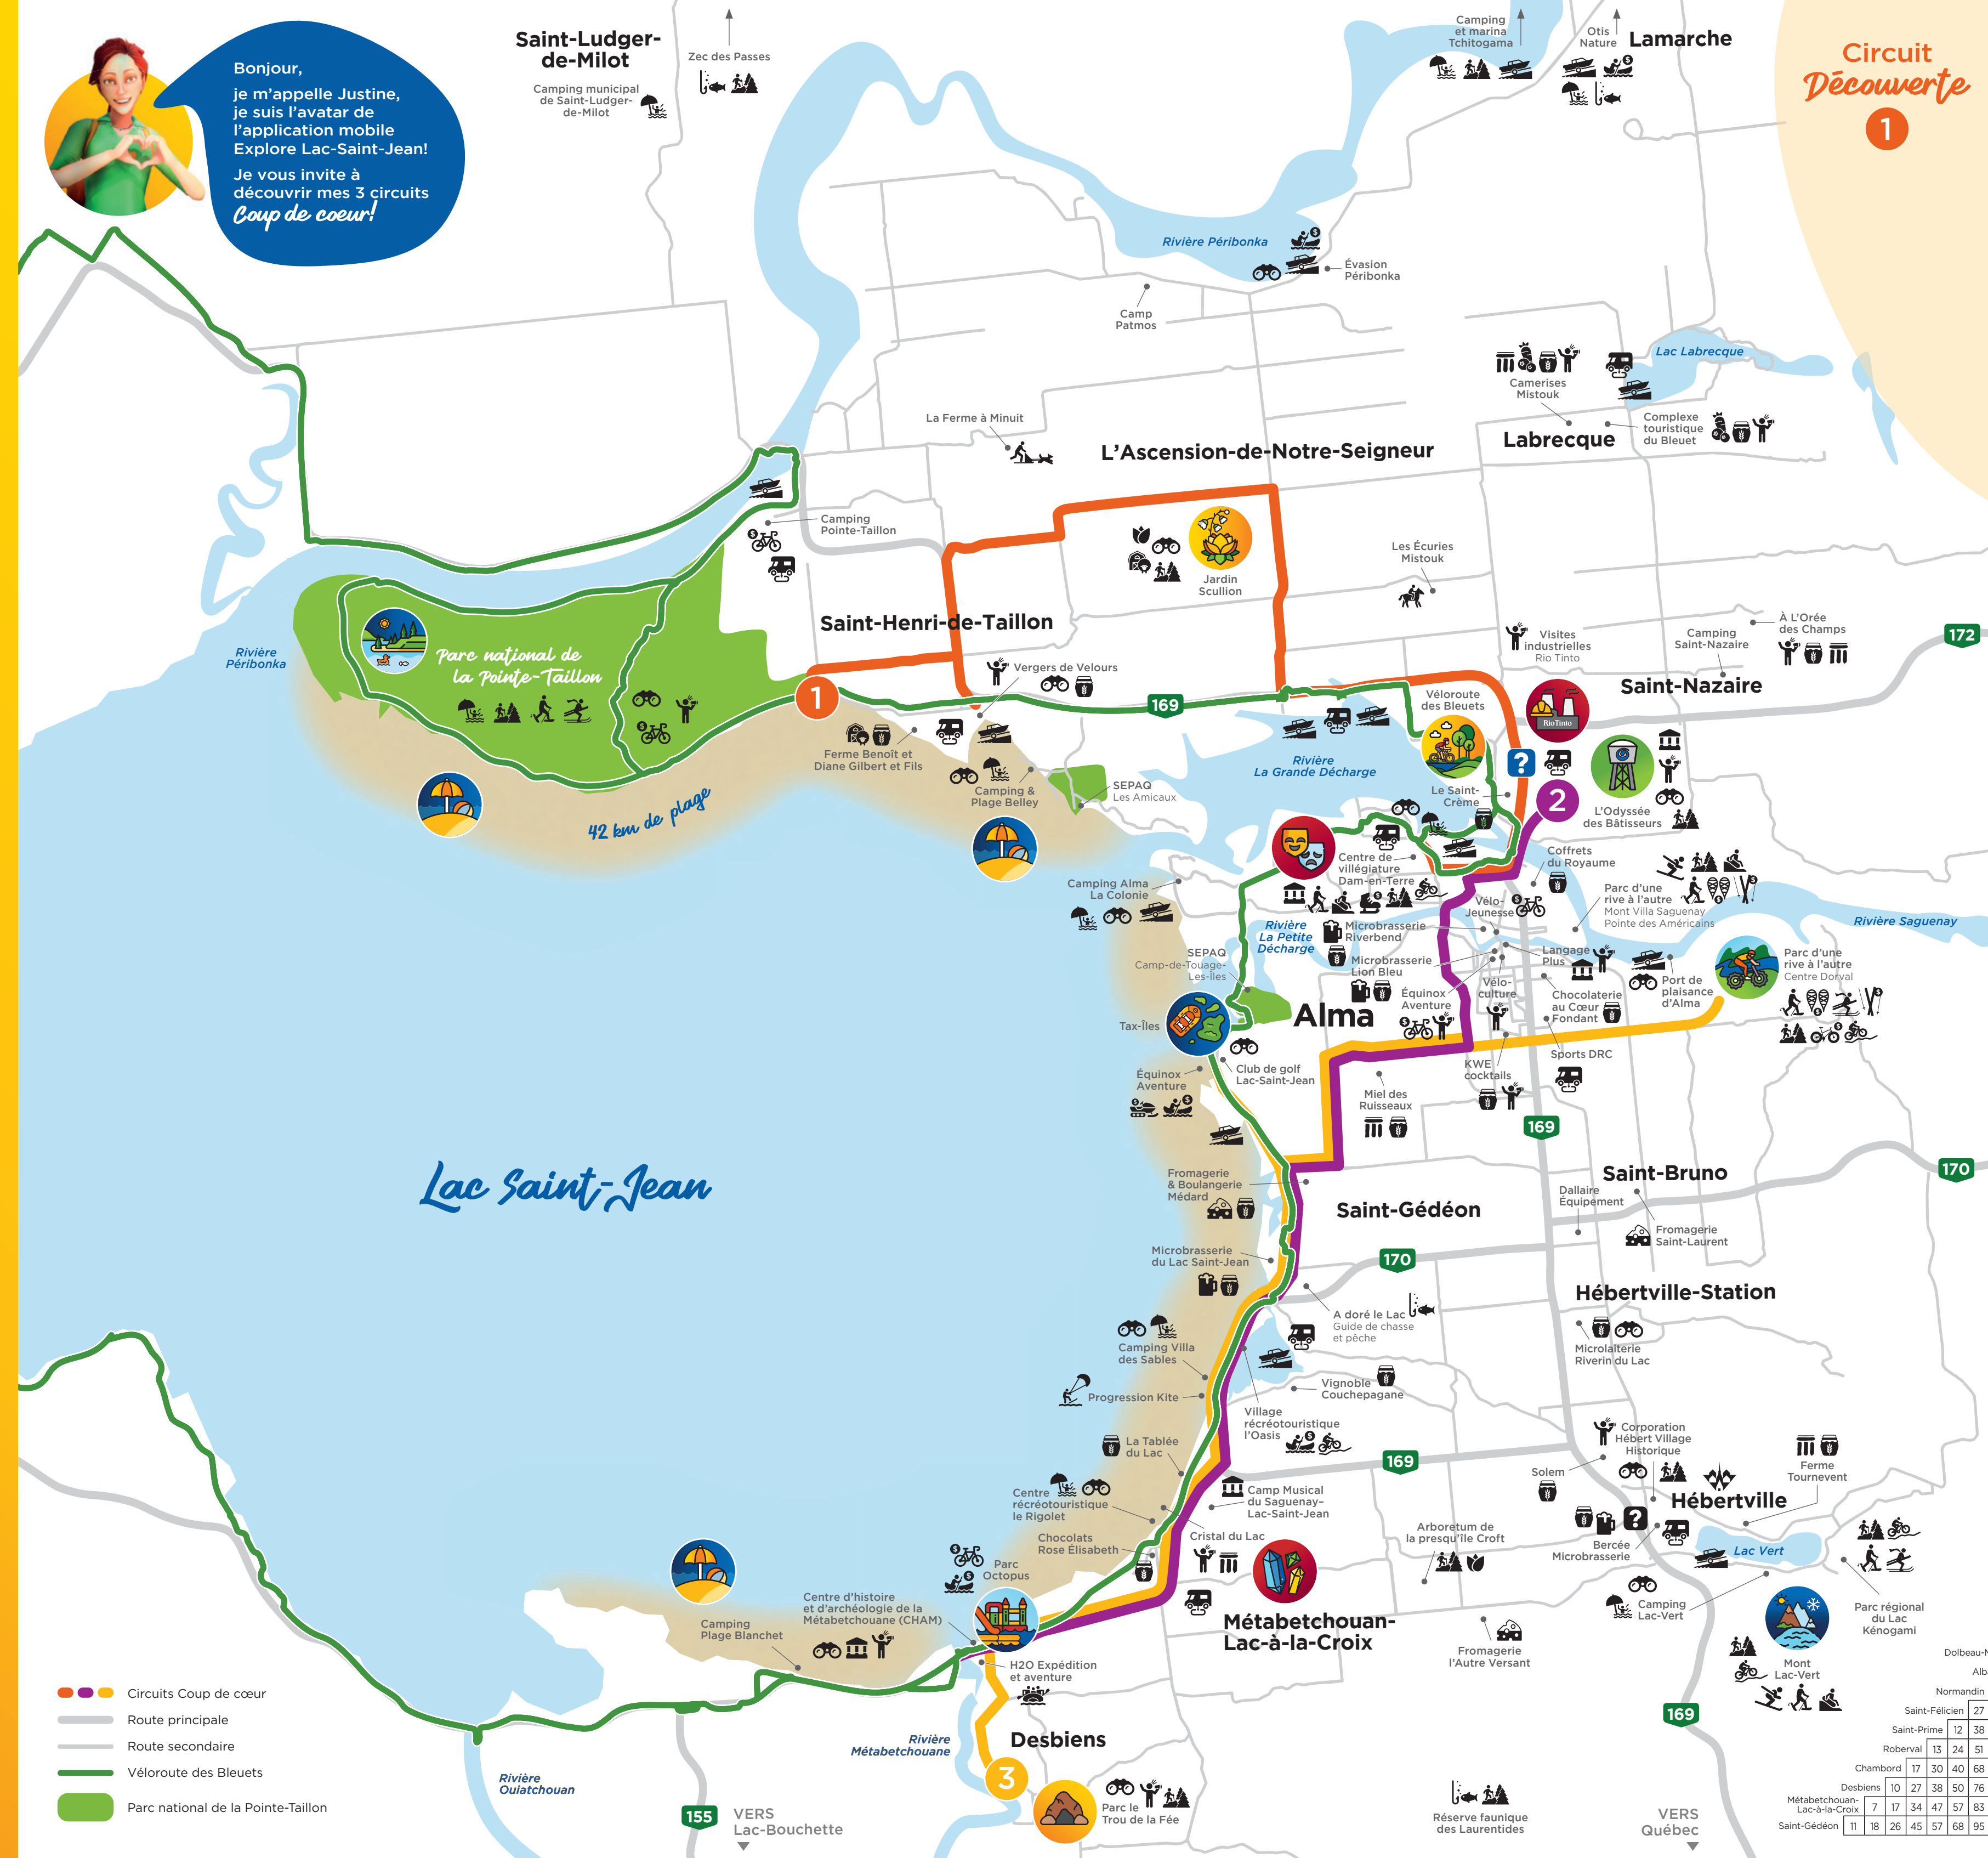 Bonjour,
je m'appelle Justine,
je suis l'avatar de
l'application mobile
Explore Lac-Saint-Jean!
Je vous invite à
découvrir mes 3 circuits
Coup de coeur!
Saint-Ludger-
de-Milot
Camping municipal
de Saint-Ludger-
de-Milot
Zec des Passes
Camping
et marina
Tchitogama
Otis
Nature
Lamarche
Circuit
Découverte
1
Rivière Péribonka
Évasion
Péribonka
Camp
Patmos
Lac Labrecque
Camerises
Mistouk
Complexe
touristique
du Bleuet
Labrecque
La Ferme à Minuit
L'Ascension-de-Notre-Seigneur
Camping
Pointe-Taillon
Jardin
Scullion
Les Écuries
Mistouk
Saint-Henri-de-Taillon
Rivière
Péribonka
Parc national de
la Pointe-Taillon
Vergers de Velours
Visites
industrielles
Rio Tinto
Camping
Saint-Nazaire
À L'Orée
des Champs
172
Saint-Nazaire
1
169
Véloroute
des Bleuets
RioTinto
Ferme Benoît et
Diane Gilbert et Fils
Camping &
Plage Belley
SEPAQ
Les Amicaux
Rivière
La Grande Décharge
?
Le Saint-
Crème
2
L'Odyssée
des Bâtisseurs
42 km de plage
Camping Alma
La Colonie
Centre de
villégiature
Dam-en-Terre
Coffrets
du Royaume
Vélo-
Jeunesse
Parc d'une
rive à l'autre
Mont Villa Saguenay
Pointe des Américains
Rivière Saguenay
Rivière
La Petite
Décharge
Microbrasserie
Riverbend
Microbrasserie
Lion Bleu
SEPAQ
Camp-de-Touage-
Les-Îles
Langage
Plus
Port de
plaisance
d'Alma
Parc d'une
rive à l'autre
Centre Dorval
Équinox
Aventure
Vélo-
culture
Chocolaterie
au Cœur
Fondant
Alma
Tax-Îles
Club de golf
Lac-Saint-Jean
Équinox
Aventure
KWE
cocktails
Sports DRC
Miel des
Ruisseaux
169
Lac Saint-Jean
Fromagerie
& Boulangerie
Médard
Saint-Gédéon
Saint-Bruno
170
Dallaire
Équipement
Fromagerie
Saint-Laurent
Microbrasserie
du Lac Saint-Jean
170
Hébertville-Station
A doré le Lac
Guide de chasse
et pêche
Microlaiterie
Riverin du Lac
Camping Villa
des Sables
Progression Kite
Vignoble
Couchepagane
Village
récréotouristique
l'Oasis
La Tablée
du Lac
169
Corporation
Hébert Village
Historique
Solem
Ferme
Tournevent
Hébertville
Centre
récréotouristique
le Rigolet
Camp Musical
du Saguenay–
Lac-Saint-Jean
Cristal du Lac
Chocolats
Rose Élisabeth
Arboretum de
la presqu'île Croft
?
Bercée
Microbrasserie
Lac Vert
Parc
Octopus
Centre d'histoire
et d'archéologie de la
Métabetchouane (CHAM)
Camping
Plage Blanchet
Métabetchouan-
Lac-à-la-Croix
Camping
Lac-Vert
Parc régional
du Lac
Kénogami
Fromagerie
l'Autre Versant
Mont
Lac-Vert
H2O Expédition
et aventure
Circuits Coup de cœur
Route principale
Route secondaire
Véloroute des Bleuets
Parc national de la Pointe-Taillon
Rivière
Métabetchouane
Desbiens
169
Rivière
Ouiatchouan
3
Parc le
Trou de la Fée
155
VERS
Lac-Bouchette
Réserve faunique
des Laurentides
VERS
Québec
Normandin
Saint-Félicien 27
Saint-Prime 12 38
Roberval 13 24 51
Chambord 17 30 40 68
Desbiens 10 27 38 50 76
Métabetchouan-
Lac-à-la-Croix 7 17 34 47 57 83
Saint-Gédéon 11 18 26 45 57 68 95